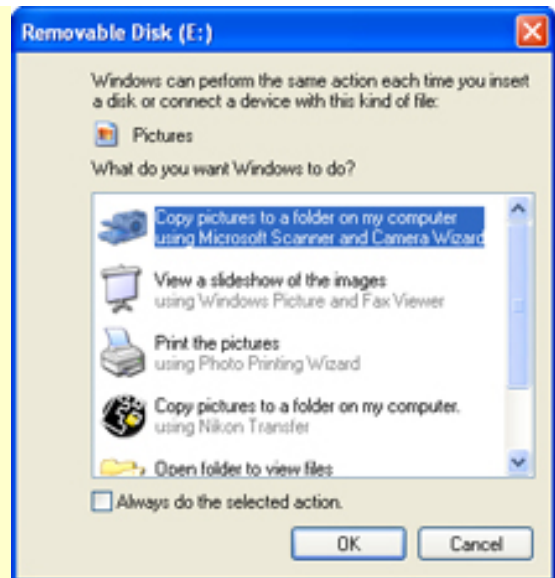 Removable Disk (E:)
Windows can perform the same action each time you insert
a disk or connect a device with this kind of file:
Pictures
What do you want Windows to do?
Copy pictures to a folder on my computer
using Microsoft Scanner and Camera Wizard
View a slideshow of the images
using Windows Picture and Fax Viewer
Print the pictures
using Photo Printing Wizard
Copy pictures to a folder on my computer.
using Nikon Transfer
Open folder to view files
Always do the selected action.
OK
Cancel